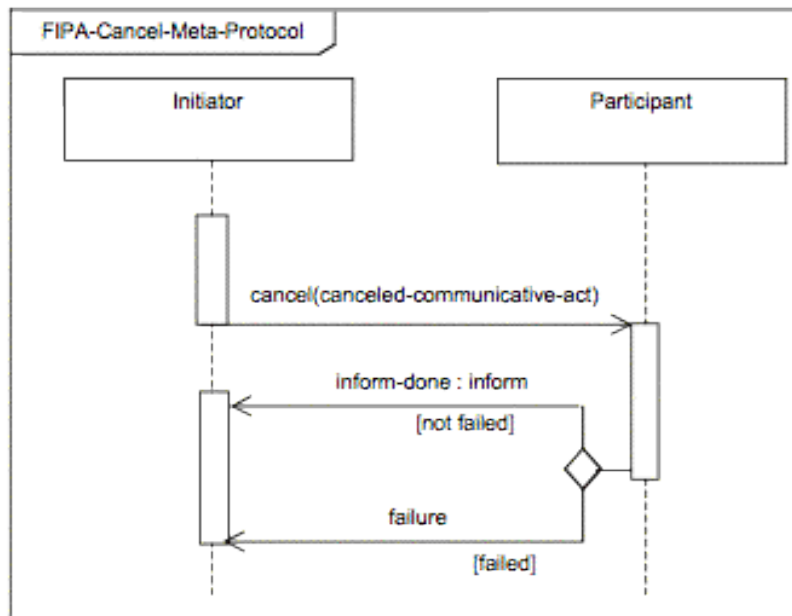 FIPA-Cancel-Meta-Protocol
Initiator
Participant
cancel(canceled-communicative-act)
inform-done : inform
[not failed]
failure
[failed]